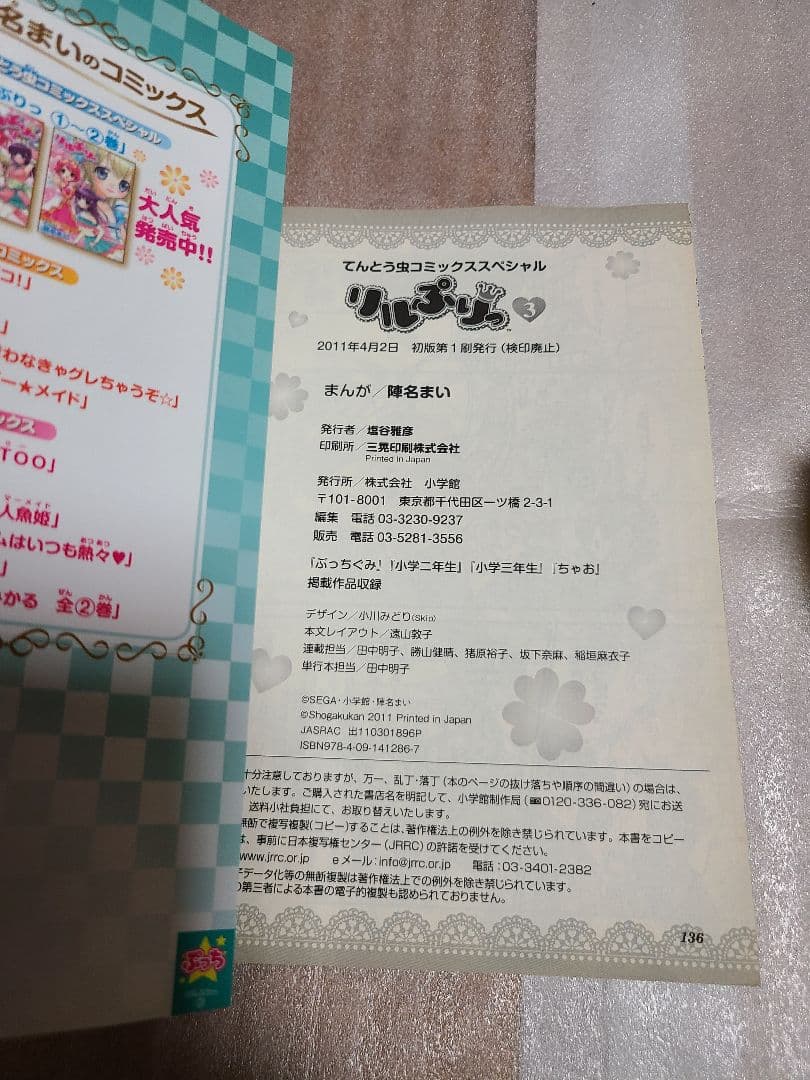 名まいのコミックス
コミックススペシャル
ぷりっ ①〜②巻」
大人気
発売中!!
コミックス
コ!」
」
わなきゃグレちゃうぞ☆」
ー★メイド」
ックス
TOO」
人魚姫」
ムはいつも熱々♥」
」
かる 全②巻」
ぷっち
てんとう虫コミックススペシャル
リルぷりっ 3
2011年4月2日 初版第1刷発行(検印廃止)
まんが/陣名まい
発行者/塩谷雅彦
印刷所/三晃印刷株式会社
Printed in Japan
発行所/株式会社 小学館
〒101-8001 東京都千代田区一ツ橋2-3-1
編集 電話 03-3230-9237
販売 電話 03-5281-3556
『ぷっちぐみ』『小学二年生』『小学三年生』『ちゃお』
掲載作品収録
デザイン/小川みどり(Skip)
本文レイアウト/遠山敦子
連載担当/田中明子、勝山健晴、猪原裕子、坂下奈麻、稲垣麻衣子
単行本担当/田中明子
©SEGA・小学館・陣名まい
©Shogakukan 2011 Printed in Japan
JASRAC 出1103018​96P
ISBN978-4-09-141286-7
十分注意しておりますが、万一、乱丁・落丁(本のページの抜け落ちや順序の間違い)の場合は、
いたします。ご購入された書店名を明記して、小学館制作局(0120-336-082)宛にお送
送料小社負担にて、お取り替えいたします。
無断で複写複製(コピー)することは、著作権法上の例外を除き禁じられています。本書をコピー
は、事前に日本複写権センター(JRRC)の許諾を受けてください。
www.jrrc.or.jp eメール:info@jrrc.or.jp 電話:03-3401-2382
データ化等の無断複製は著作権法上での例外を除き禁じられています。
の第三者による本書の電子的複製も認められておりません。
136